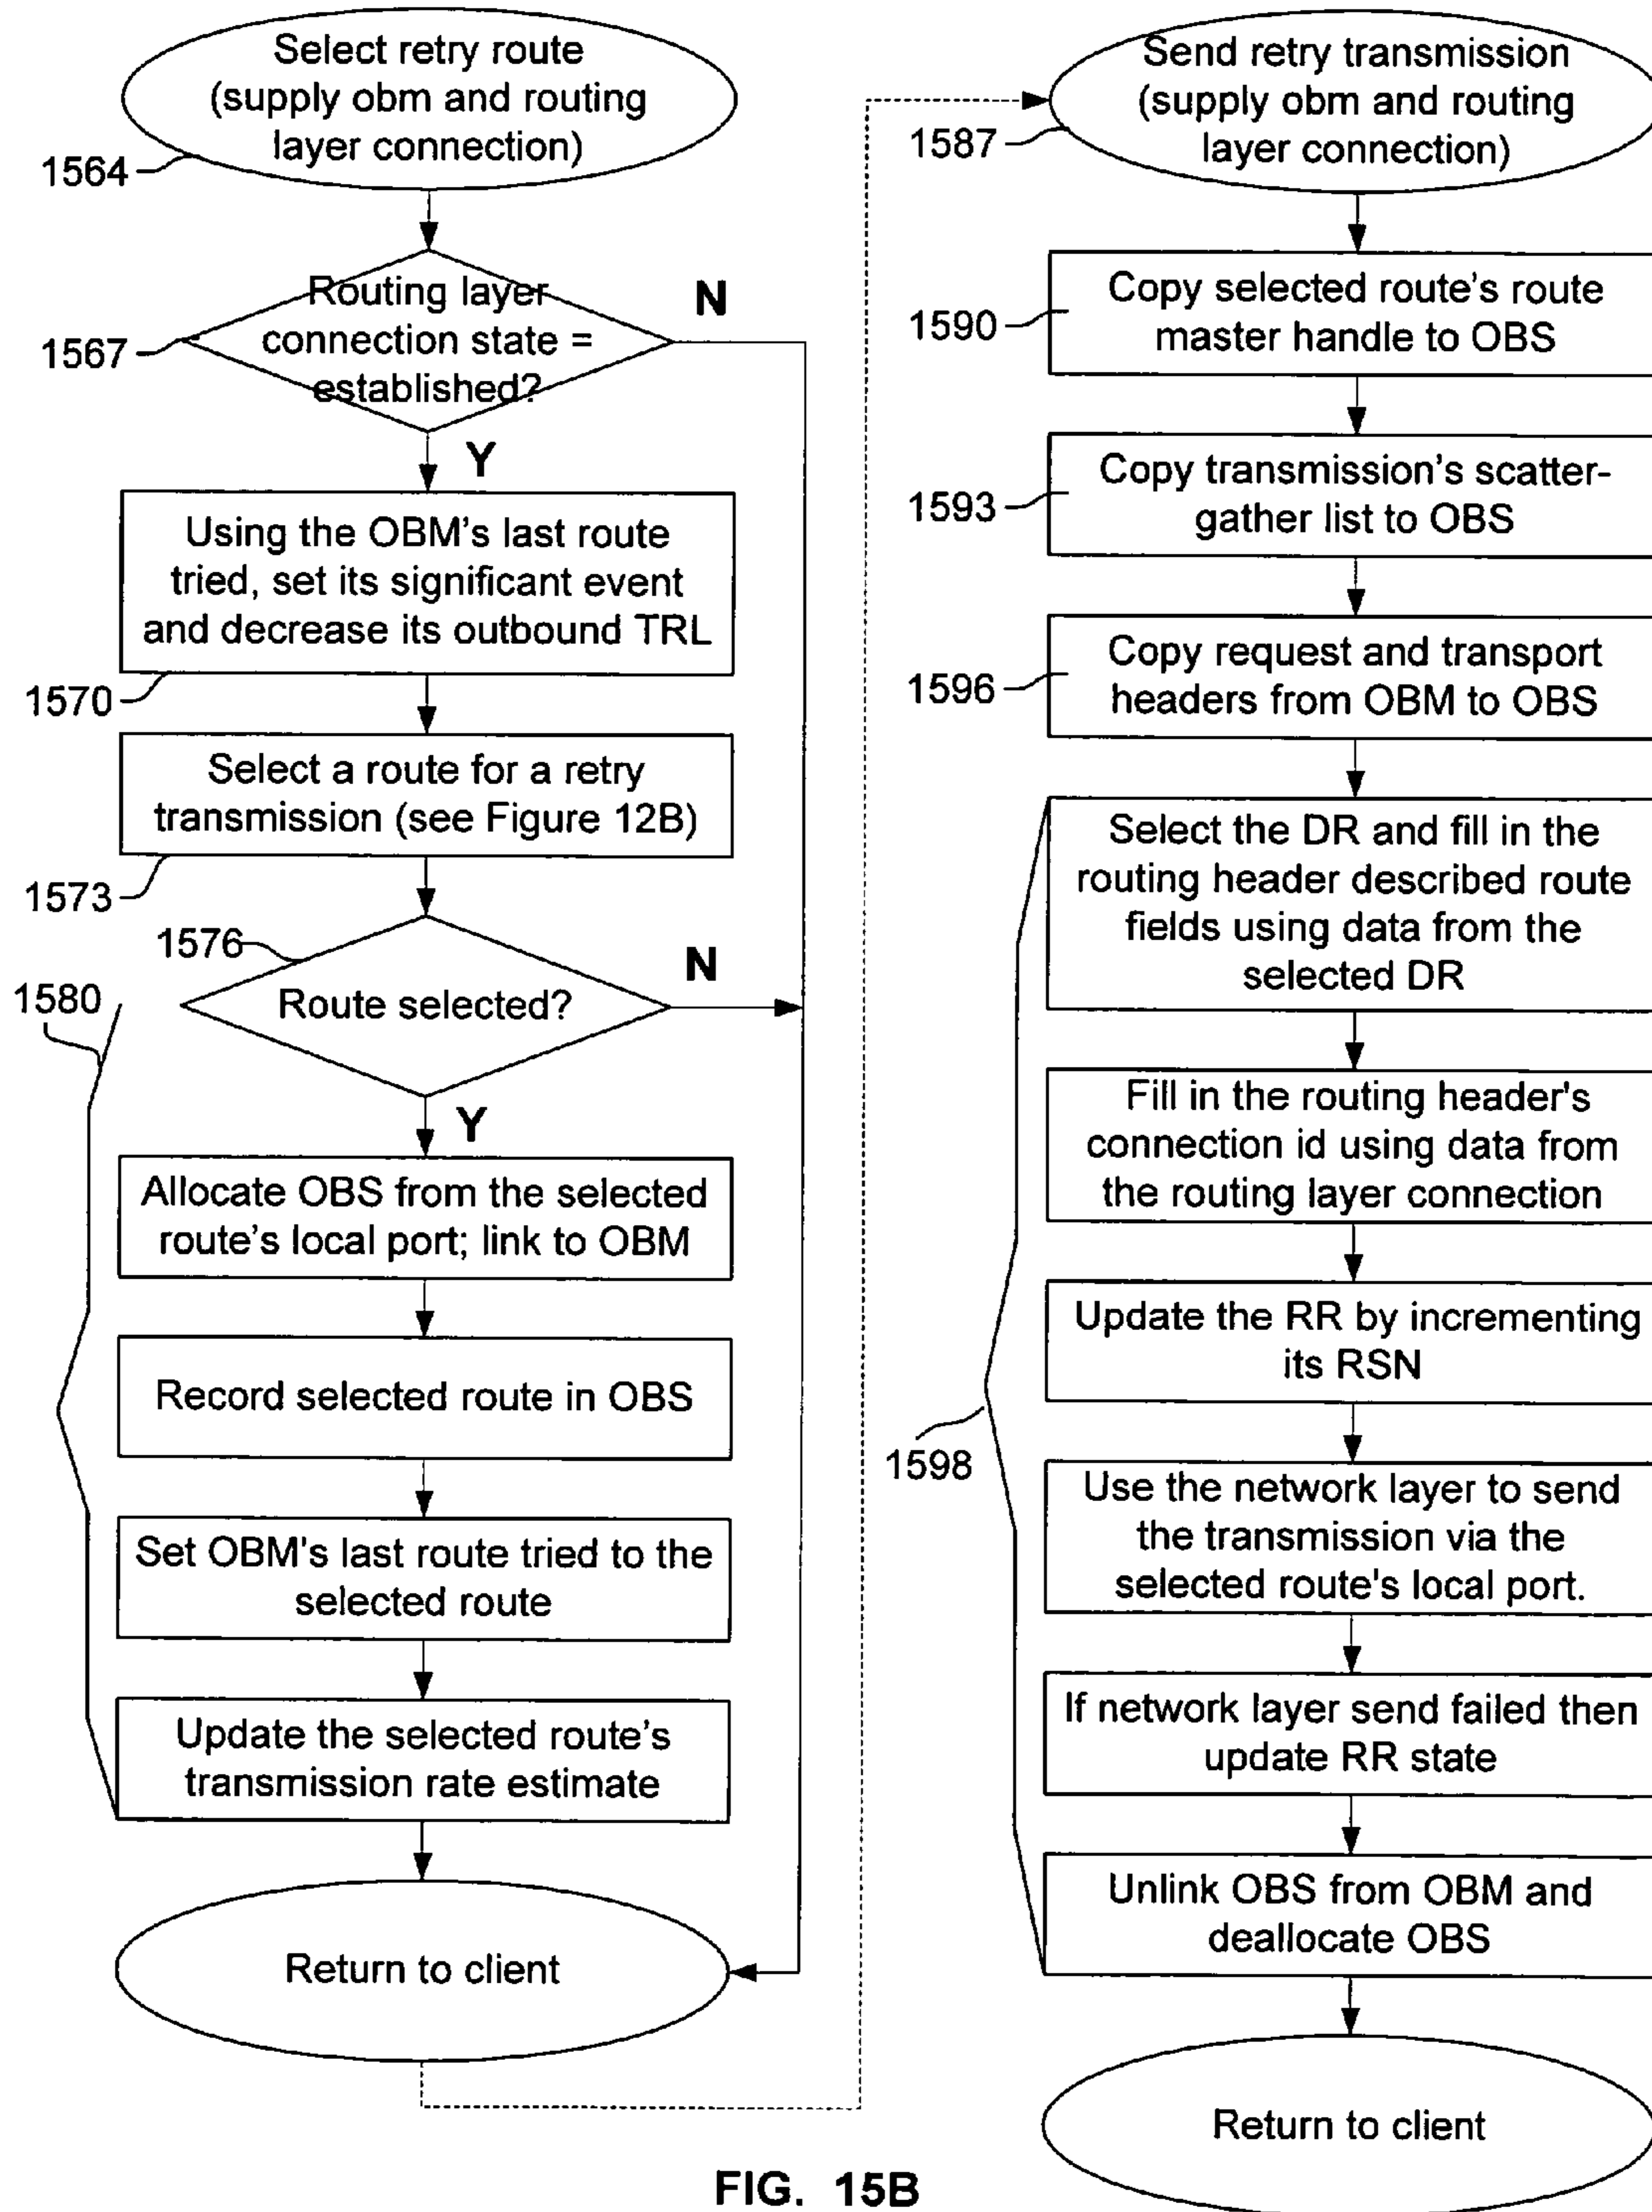 Select retry route
(supply obm and routing
layer connection)
1564
Routing layer
connection state =
established?
N
1567
Y
Using the OBM's last route
tried, set its significant event
and decrease its outbound TRL
1570
Select a route for a retry
transmission (see Figure 12B)
1573
1576
Route selected?
N
1580
Y
Allocate OBS from the selected
route's local port; link to OBM
Record selected route in OBS
Set OBM's last route tried to the
selected route
Update the selected route's
transmission rate estimate
Return to client
Send retry transmission
(supply obm and routing
layer connection)
1587
Copy selected route's route
master handle to OBS
1590
Copy transmission's scatter-
gather list to OBS
1593
Copy request and transport
headers from OBM to OBS
1596
Select the DR and fill in the
routing header described route
fields using data from the
selected DR
Fill in the routing header's
connection id using data from
the routing layer connection
Update the RR by incrementing
its RSN
1598
Use the network layer to send
the transmission via the
selected route's local port.
If network layer send failed then
update RR state
Unlink OBS from OBM and
deallocate OBS
Return to client
FIG. 15B